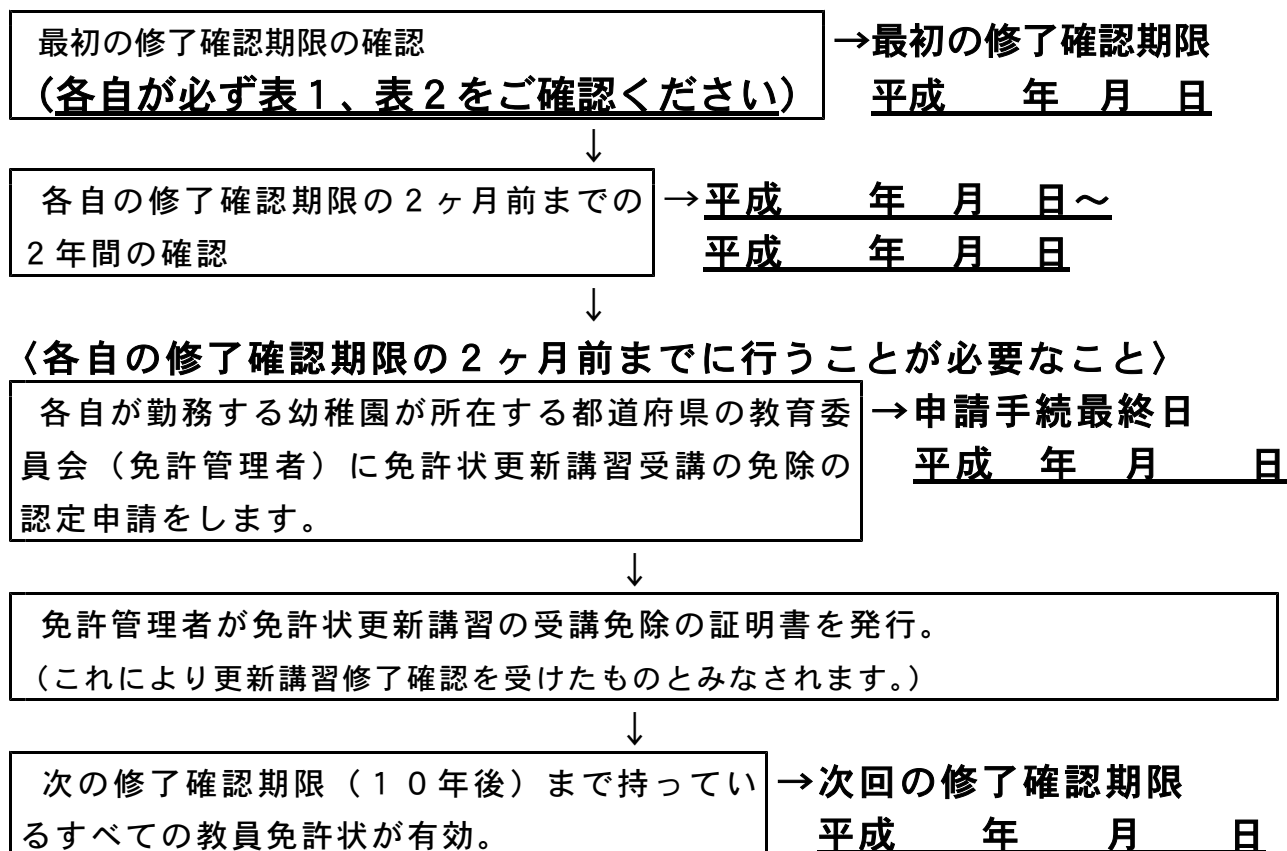 最初の修了確認期限の確認
→最初の修了確認期限
（各自が必ず表１、表２をご確認ください）
平成　　年　月　日
↓
各自の修了確認期限の２ヶ月前までの
→平成　　年　月　日～
２年間の確認
平成　　年　月　日
↓
〈各自の修了確認期限の２ヶ月前までに行うことが必要なこと〉
各自が勤務する幼稚園が所在する都道府県の教育委
→申請手続最終日
員会（免許管理者）に免許状更新講習受講の免除の
平成　年　月　　日
認定申請をします。
↓
免許管理者が免許状更新講習の受講免除の証明書を発行。
（これにより更新講習修了確認を受けたものとみなされます。）
↓
次の修了確認期限（１０年後）まで持ってい
→次回の修了確認期限
るすべての教員免許状が有効。
平成　　年　　月　　日